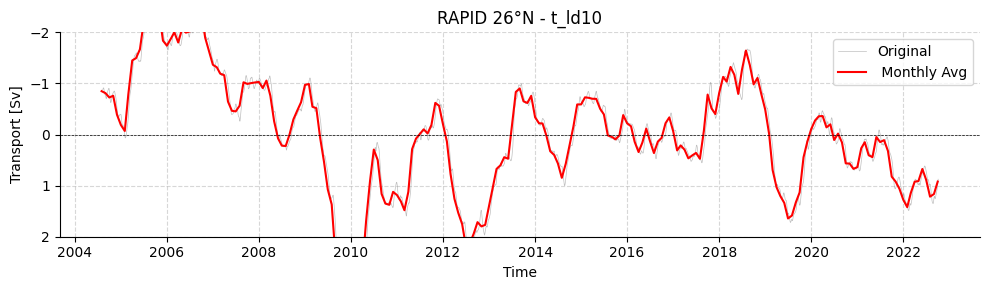 RAPID 26°N - t_ld10
Transport [Sv]
−2
−1
0
1
2
Original
Monthly Avg
2004 2006 2008 2010 2012 2014 2016 2018 2020 2022
Time